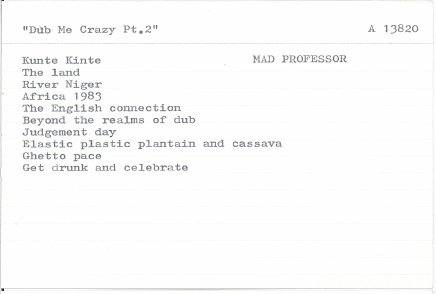 "Dub Me Crazy Pt.2" A 13820
Kunte Kinte MAD PROFESSOR
The land
River Niger
Africa 1983
The English connection
Beyond the realms of dub
Judgement day
Elastic plastic plantain and cassava
Ghetto pace
Get drunk and celebrate